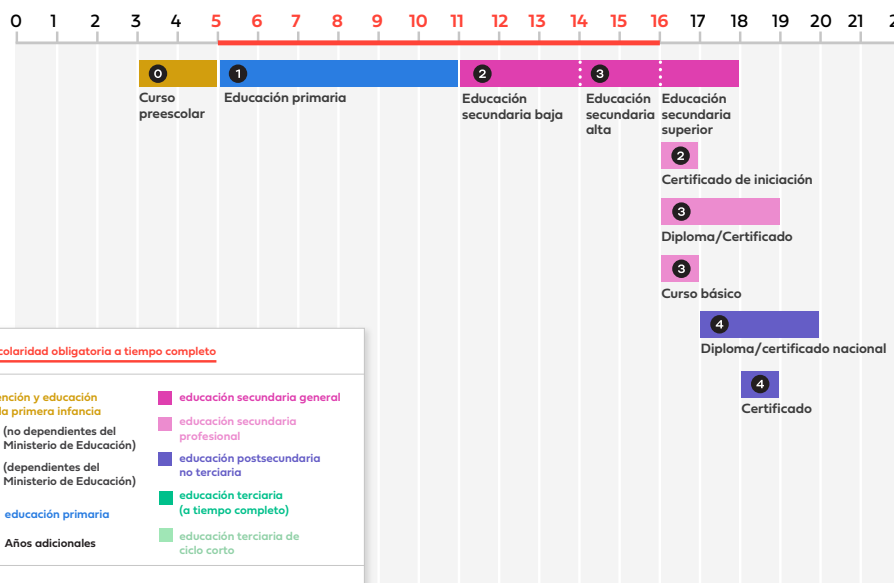 0 1 2 3 4 5 6 7 8 9 10 11 12 13 14 15 16 17 18 19 20 21
0
1
2
3
Curso
preescolar
Educación primaria
Educación
secundaria baja
Educación
secundaria
alta
Educación
secundaria
superior
2
Certificado de iniciación
3
Diploma/Certificado
3
Curso básico
4
Diploma/certificado nacional
4
Certificado
colaridad obligatoria a tiempo completo
ención y educación
la primera infancia
(no dependientes del
Ministerio de Educación)
(dependientes del
Ministerio de Educación)
educación primaria
Años adicionales
educación secundaria general
educación secundaria
profesional
educación postsecundaria
no terciaria
educación terciaria
(a tiempo completo)
educación terciaria de
ciclo corto